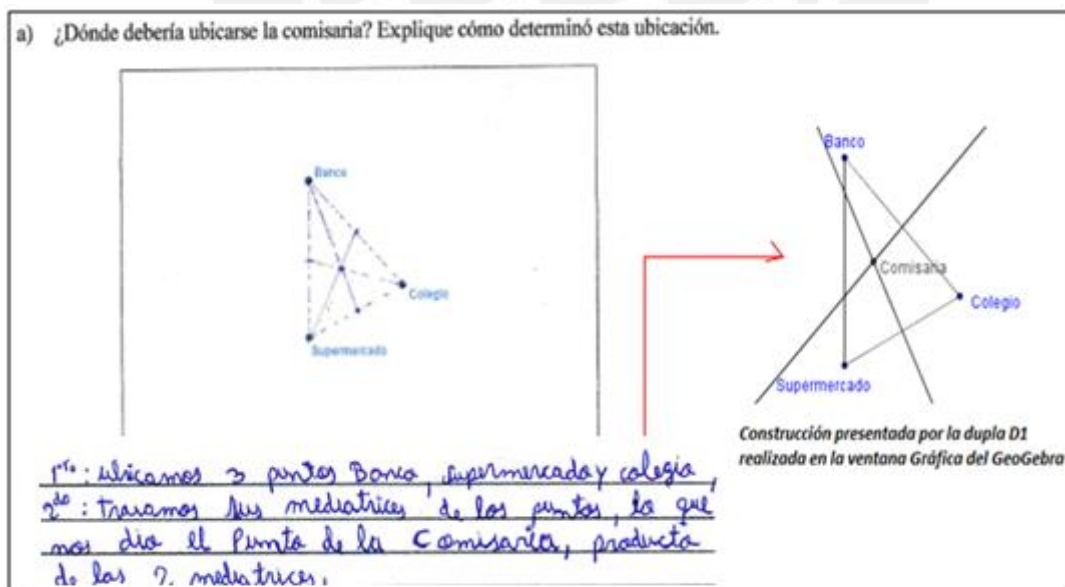 a) ¿Dónde debería ubicarse la comisaria? Explique cómo determinó esta ubicación.
Banco
Colegio
Supermercado
Banco
Comisaria
Colegio
Supermercado
Construcción presentada por la dupla D1
realizada en la ventana Gráfica del GeoGebra
1ro: ubicamos 3 puntos Banco, supermercado y colegio,
2do: trasamos sus mediatrices de los puntos, lo que
nos dio el Punto de la Comisaría, producto
de las 2 mediatrices.